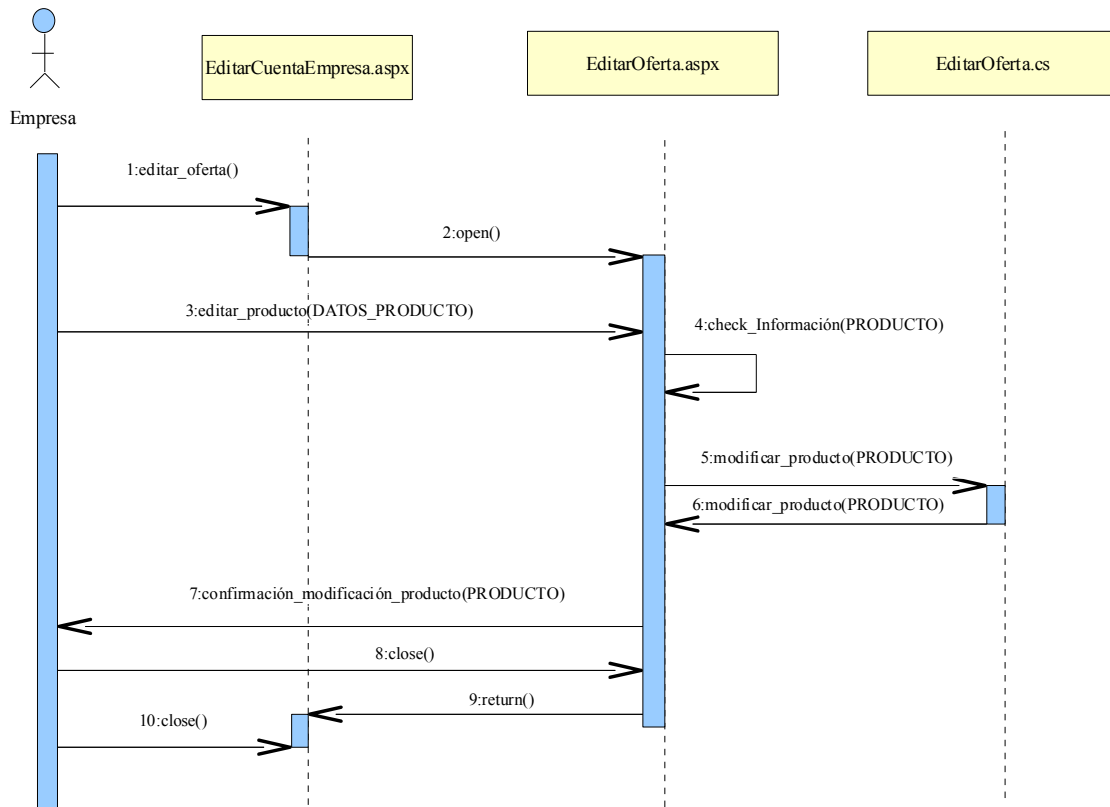 EditarCuentaEmpresa.aspx
EditarOferta.aspx
EditarOferta.cs
Empresa
1:editar_oferta()
2:open()
3:editar_producto(DATOS_PRODUCTO)
4:check_Información(PRODUCTO)
5:modificar_producto(PRODUCTO)
6:modificar_producto(PRODUCTO)
7:confirmación_modificación_producto(PRODUCTO)
8:close()
9:return()
10:close()